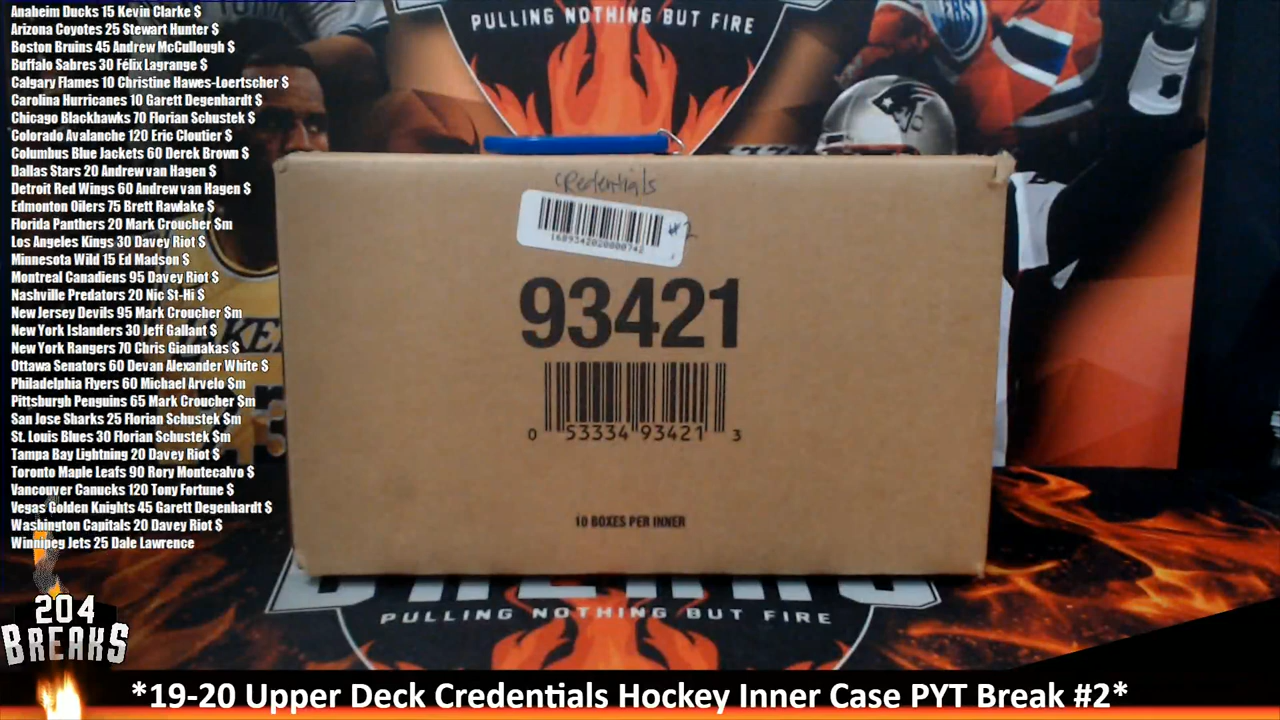 Anaheim Ducks 15 Kevin Clarke $
Arizona Coyotes 25 Stewart Hunter $
Boston Bruins 45 Andrew McCullough $
Buffalo Sabres 30 Félix Lagrange $
Calgary Flames 10 Christine Hawes-Loertscher $
Carolina Hurricanes 10 Garett Degenhardt $
Chicago Blackhawks 70 Florian Schustek $
Colorado Avalanche 120 Eric Cloutier $
Columbus Blue Jackets 60 Derek Brown $
Dallas Stars 20 Andrew van Hagen $
Detroit Red Wings 60 Andrew van Hagen $
Edmonton Oilers 75 Brett Rawlake $
Florida Panthers 20 Mark Croucher $m
Los Angeles Kings 30 Davey Riot $
Minnesota Wild 15 Ed Madson $
Montreal Canadiens 95 Davey Riot $
Nashville Predators 20 Nic St-Hi $
New Jersey Devils 95 Mark Croucher $m
New York Islanders 30 Jeff Gallant $
New York Rangers 70 Chris Giannakas $
Ottawa Senators 60 Devan Alexander White $
Philadelphia Flyers 60 Michael Arvelo $m
Pittsburgh Penguins 65 Mark Croucher $m
San Jose Sharks 25 Florian Schustek $m
St. Louis Blues 30 Florian Schustek $m
Tampa Bay Lightning 20 Davey Riot $
Toronto Maple Leafs 90 Rory Montecalvo $
Vancouver Canucks 120 Tony Fortune $
Vegas Golden Knights 45 Garett Degenhardt $
Washington Capitals 20 Davey Riot $
Winnipeg Jets 25 Dale Lawrence
PULLING NOTHING BUT FIRE
Credentials
#2
93421
0 53334 93421 3
10 BOXES PER INNER
PULLING NOTHING BUT FIRE
204
BREAKS
*19-20 Upper Deck Credentials Hockey Inner Case PYT Break #2*